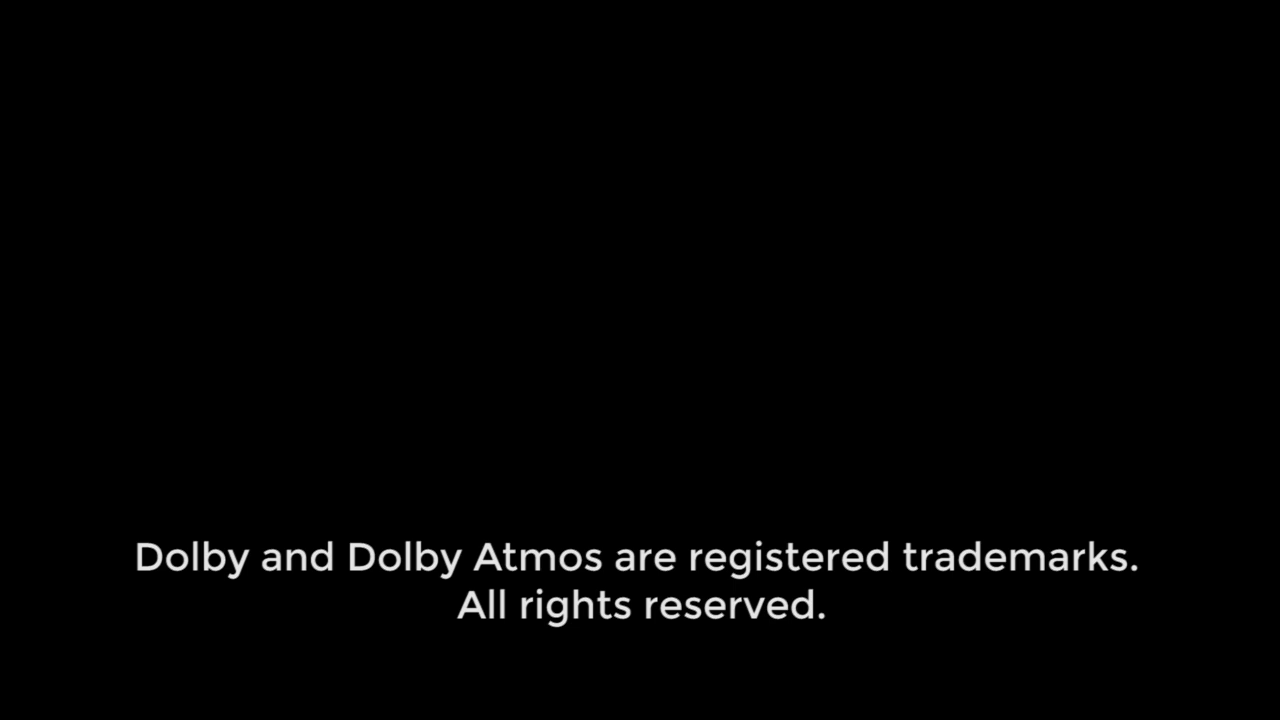 Dolby and Dolby Atmos are registered trademarks.
All rights reserved.